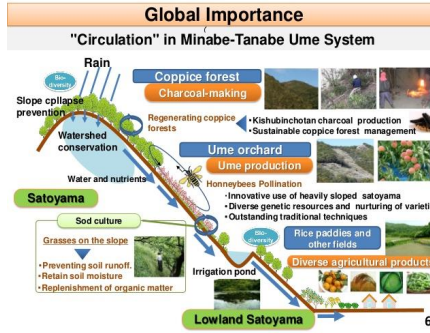 Global Importance
"Circulation" in Minabe-Tanabe Ume System
Rain
Bio-diversity
Slope cpllapse
prevention
Watershed
conservation
Water and nutrients
Coppice forest
Charcoal-making
Regenerating coppice
forests
•Kishubinchotan charcoal production
•Sustainable coppice forest management
Ume orchard
Ume production
Honneybees Pollination
•Innovative use of heavily sloped satoyama
•Diverse genetic resources and nurturing of varieti
•Outstanding traditional techniques
Satoyama
Sod culture
Grasses on the slope
•Preventing soil runoff.
•Retain soil moisture
•Replenishment of organic matter
Bio-diversity
Rice paddies and
other fields
Diverse agricultural product
Irrigation pond
Lowland Satoyama
6